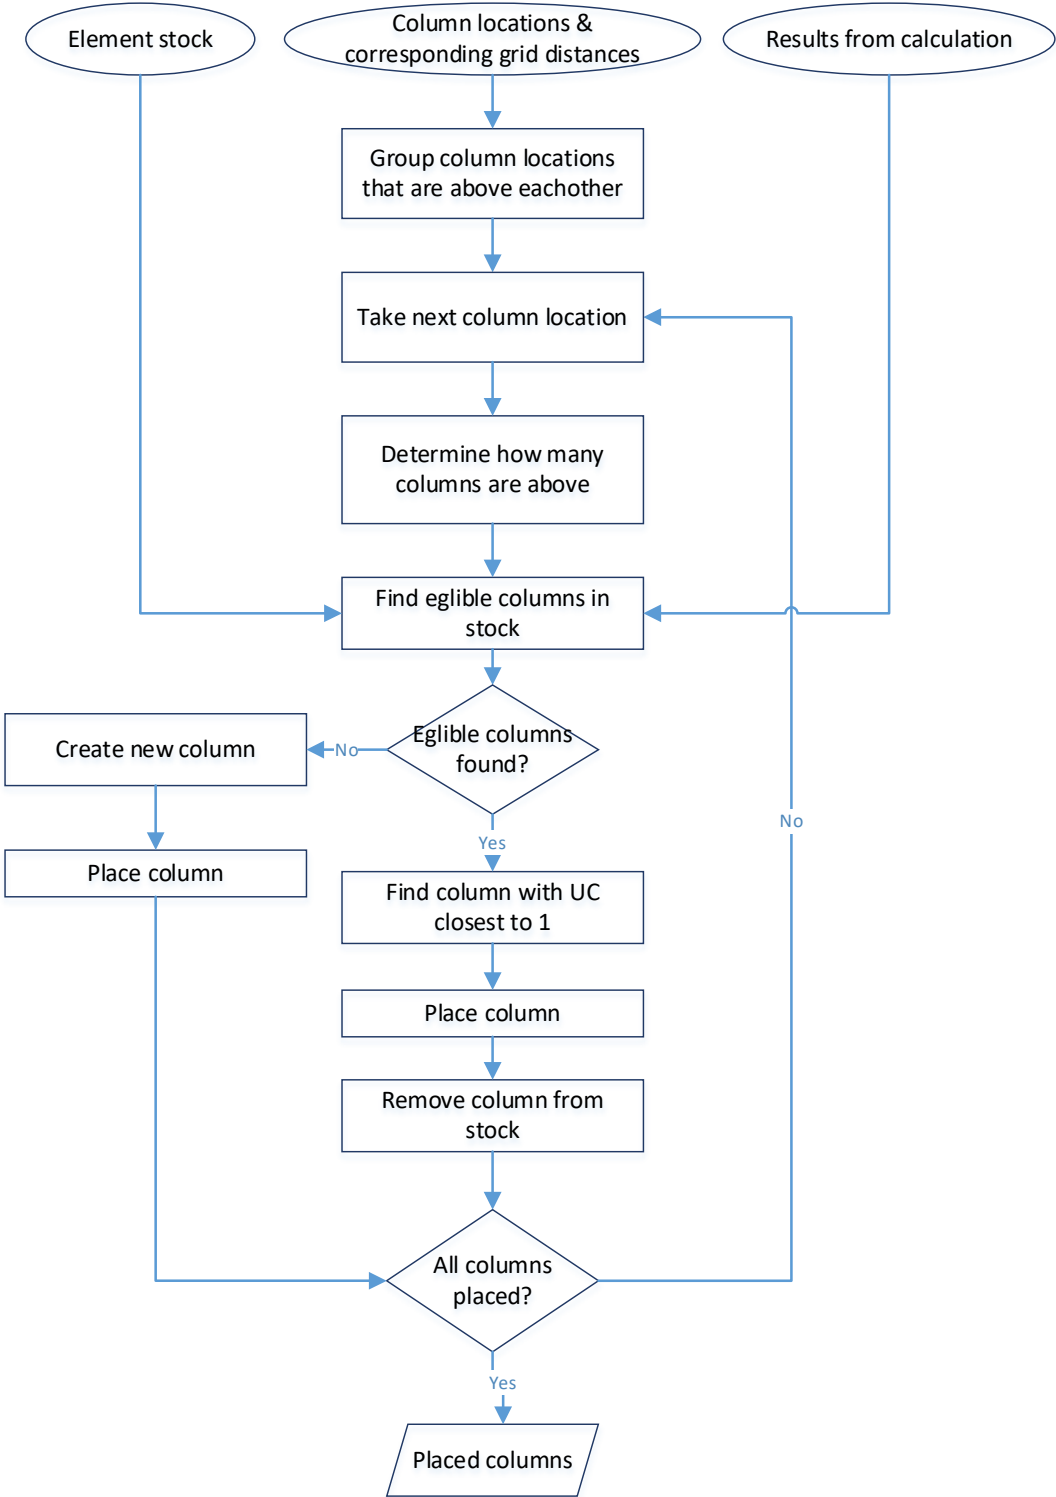 Element stock
Column locations &
corresponding grid distances
Results from calculation
Group column locations
that are above eachother
Take next column location
Determine how many
columns are above
Find eglible columns in
stock
Eglible columns
found?
No
Create new column
Place column
Yes
Find column with UC
closest to 1
No
Place column
Remove column from
stock
All columns
placed?
Yes
Placed columns